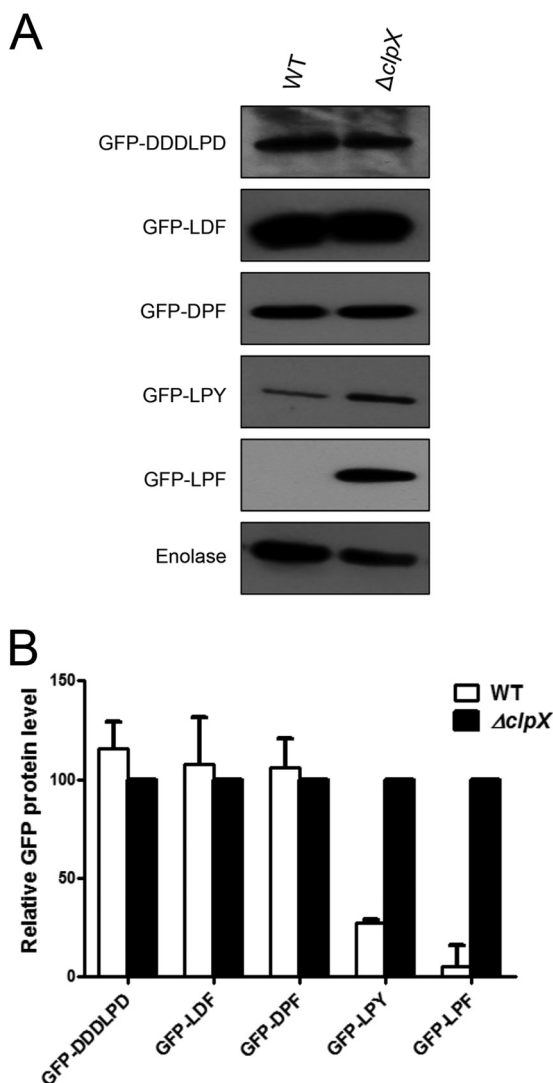 A
WT
ΔclpX
GFP-DDDLPD
GFP-LDF
GFP-DPF
GFP-LPY
GFP-LPF
Enolase
B
WT
ΔclpX
Relative GFP protein level
150
100
50
0
GFP-DDDLPD
GFP-LDF
GFP-DPF
GFP-LPY
GFP-LPF